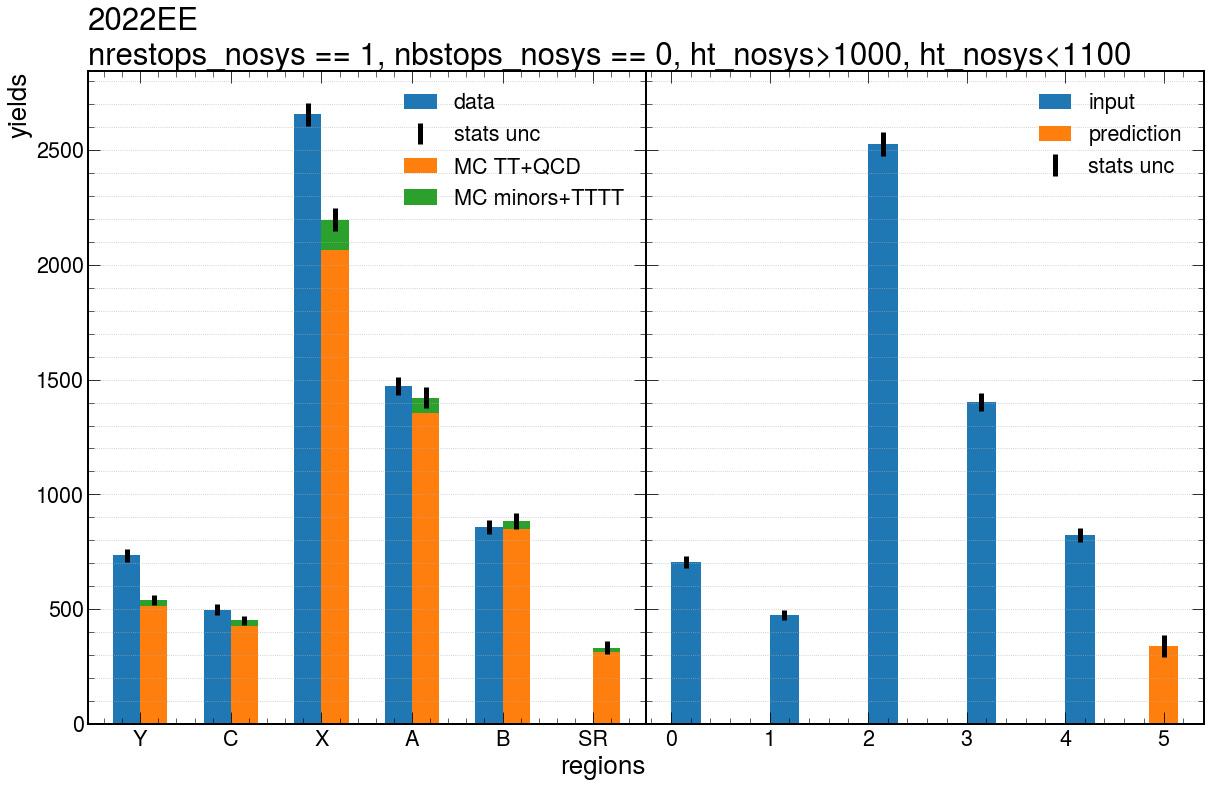 2022EE
nrestops_nosys == 1, nbstops_nosys == 0, ht_nosys>1000, ht_nosys<1100
yields
2500
2000
1500
1000
500
0
data
stats unc
MC TT+QCD
MC minors+TTTT
input
prediction
stats unc
Y C X A B SR
0 1 2 3 4 5
regions